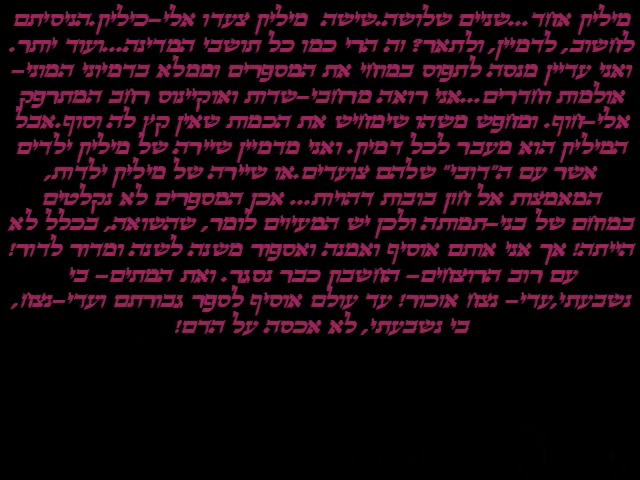 מיליון אחד...שניים שלושה..שישה מיליון צעדו אלי-כיליון.הניסיתם
לחשוב, לדמיין, ולתאר? זה הרי כמו כל תושבי המדינה...ועוד יותר.
ואני עדיין מנסה לתפוס במוחי את המספרים וממלא בדמיוני המוני-
אולמות וחדרים...אני רואה מרחבי-שדות ואוקיינוס רחב המתרפק
אלי-חוף. ומחפש משהו שימחיש את הכמות שאין קץ לה וסוף.אבל
המיליון הוא מעבר לכל דמיון. ואני מדמיין שיירה של מיליון ילדים
אשר עם ה"דובי" שלהם צועדים.או שיירה של מיליון ילדות,
המאמצות אל חזן בובות דהויות... אכן המספרים לא נקלטים
במוחם של בני-תמותה ולכן יש המעיזים לומר, שהשואה, בכלל לא
הייתה! אך אני אותם אוסיף ואמנה ואספור משנה לשנה ומדור לדור!
עם רוב הרוצחים- החשבון כבר נסגר. ואת המתים- כי
נשבעתי,עדי- נצח אזכור! עד עולם אוסיף לספר גבורתם ועדי-נצח,
כי נשבעתי, לא אכסה על הדם!